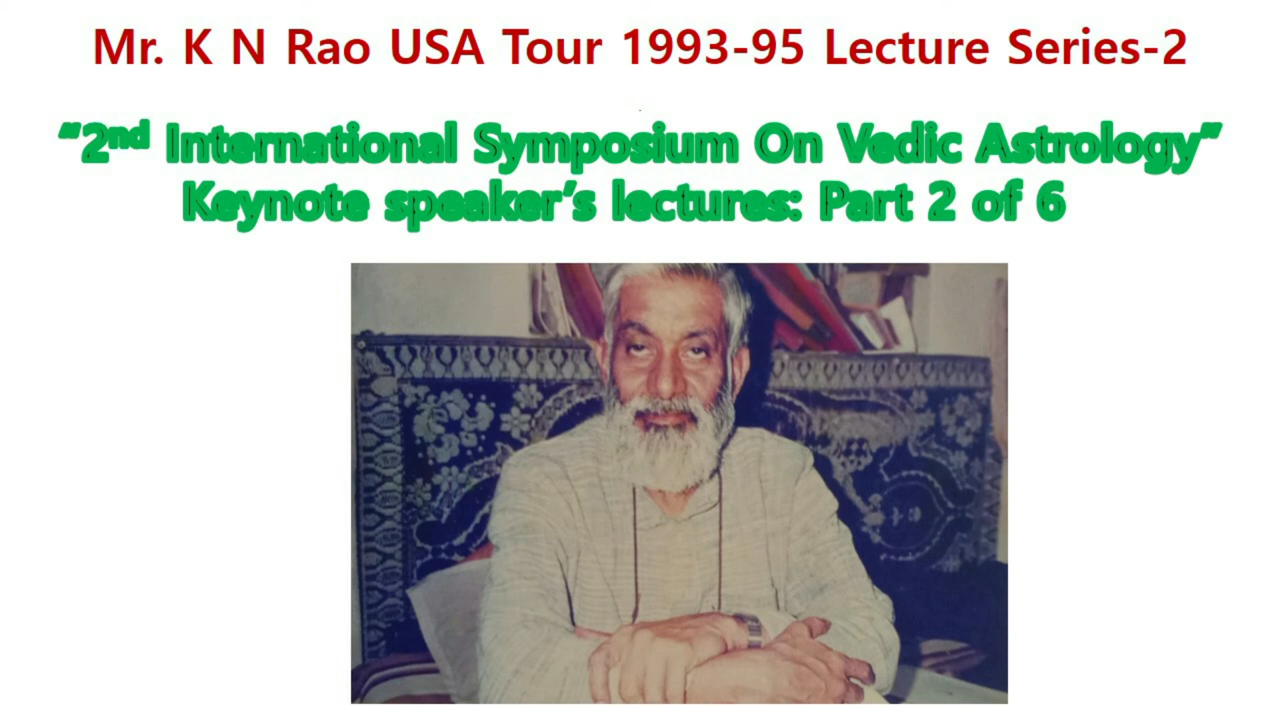 Mr. K N Rao USA Tour 1993-95 Lecture Series-2
“2nd International Symposium On Vedic Astrology”
Keynote speaker’s lectures: Part 2 of 6